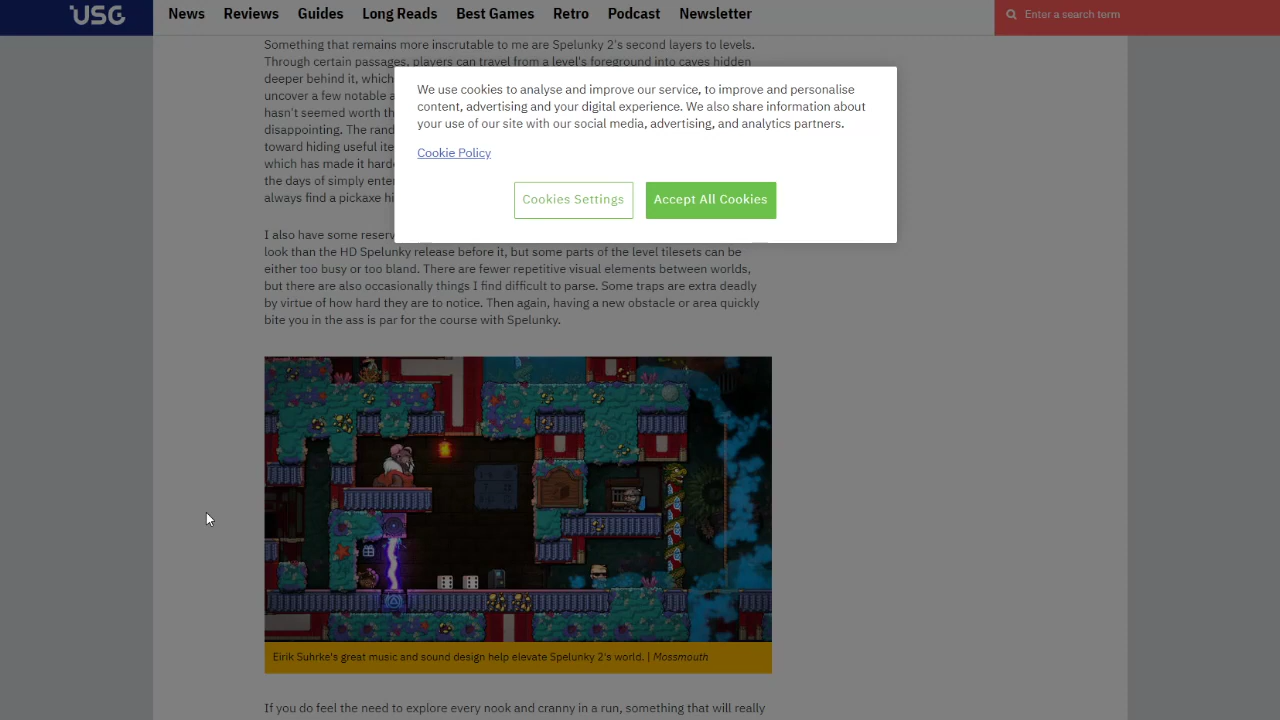 USG
News Reviews Guides Long Reads Best Games Retro Podcast Newsletter
Enter a search term
Something that remains more inscrutable to me are Spelunky 2's second layers to levels.
Through certain passages, players can travel from a level's foreground into caves hidden
deeper behind it, which
uncover a few notable a
hasn't seemed worth th
disappointing. The rand
toward hiding useful ite
which has made it hard
the days of simply ente
always find a pickaxe hi
We use cookies to analyse and improve our service, to improve and personalise
content, advertising and your digital experience. We also share information about
your use of our site with our social media, advertising, and analytics partners.
Cookie Policy
Cookies Settings
Accept All Cookies
I also have some reserv
look than the HD Spelunky release before it, but some parts of the level tilesets can be
either too busy or too bland. There are fewer repetitive visual elements between worlds,
but there are also occasionally things I find difficult to parse. Some traps are extra deadly
by virtue of how hard they are to notice. Then again, having a new obstacle or area quickly
bite you in the ass is par for the course with Spelunky.
Eirik Suhrke's great music and sound design help elevate Spelunky 2's world. | Mossmouth
If you do feel the need to explore every nook and cranny in a run, something that will really